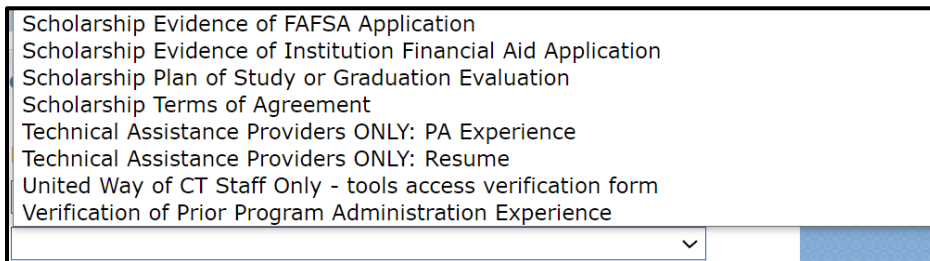 Scholarship Evidence of FAFSA Application
Scholarship Evidence of Institution Financial Aid Application
Scholarship Plan of Study or Graduation Evaluation
Scholarship Terms of Agreement
Technical Assistance Providers ONLY: PA Experience
Technical Assistance Providers ONLY: Resume
United Way of CT Staff Only - tools access verification form
Verification of Prior Program Administration Experience